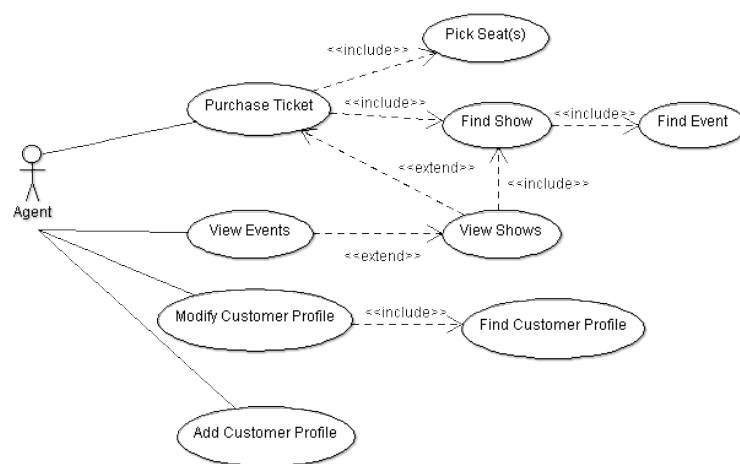 Pick Seat(s)
<<include>>
Purchase Ticket
<<include>>
Find Show
<<include>>
Find Event
<<extend>>
<<include>>
Agent
View Events
<<extend>>
View Shows
Modify Customer Profile
<<include>>
Find Customer Profile
Add Customer Profile